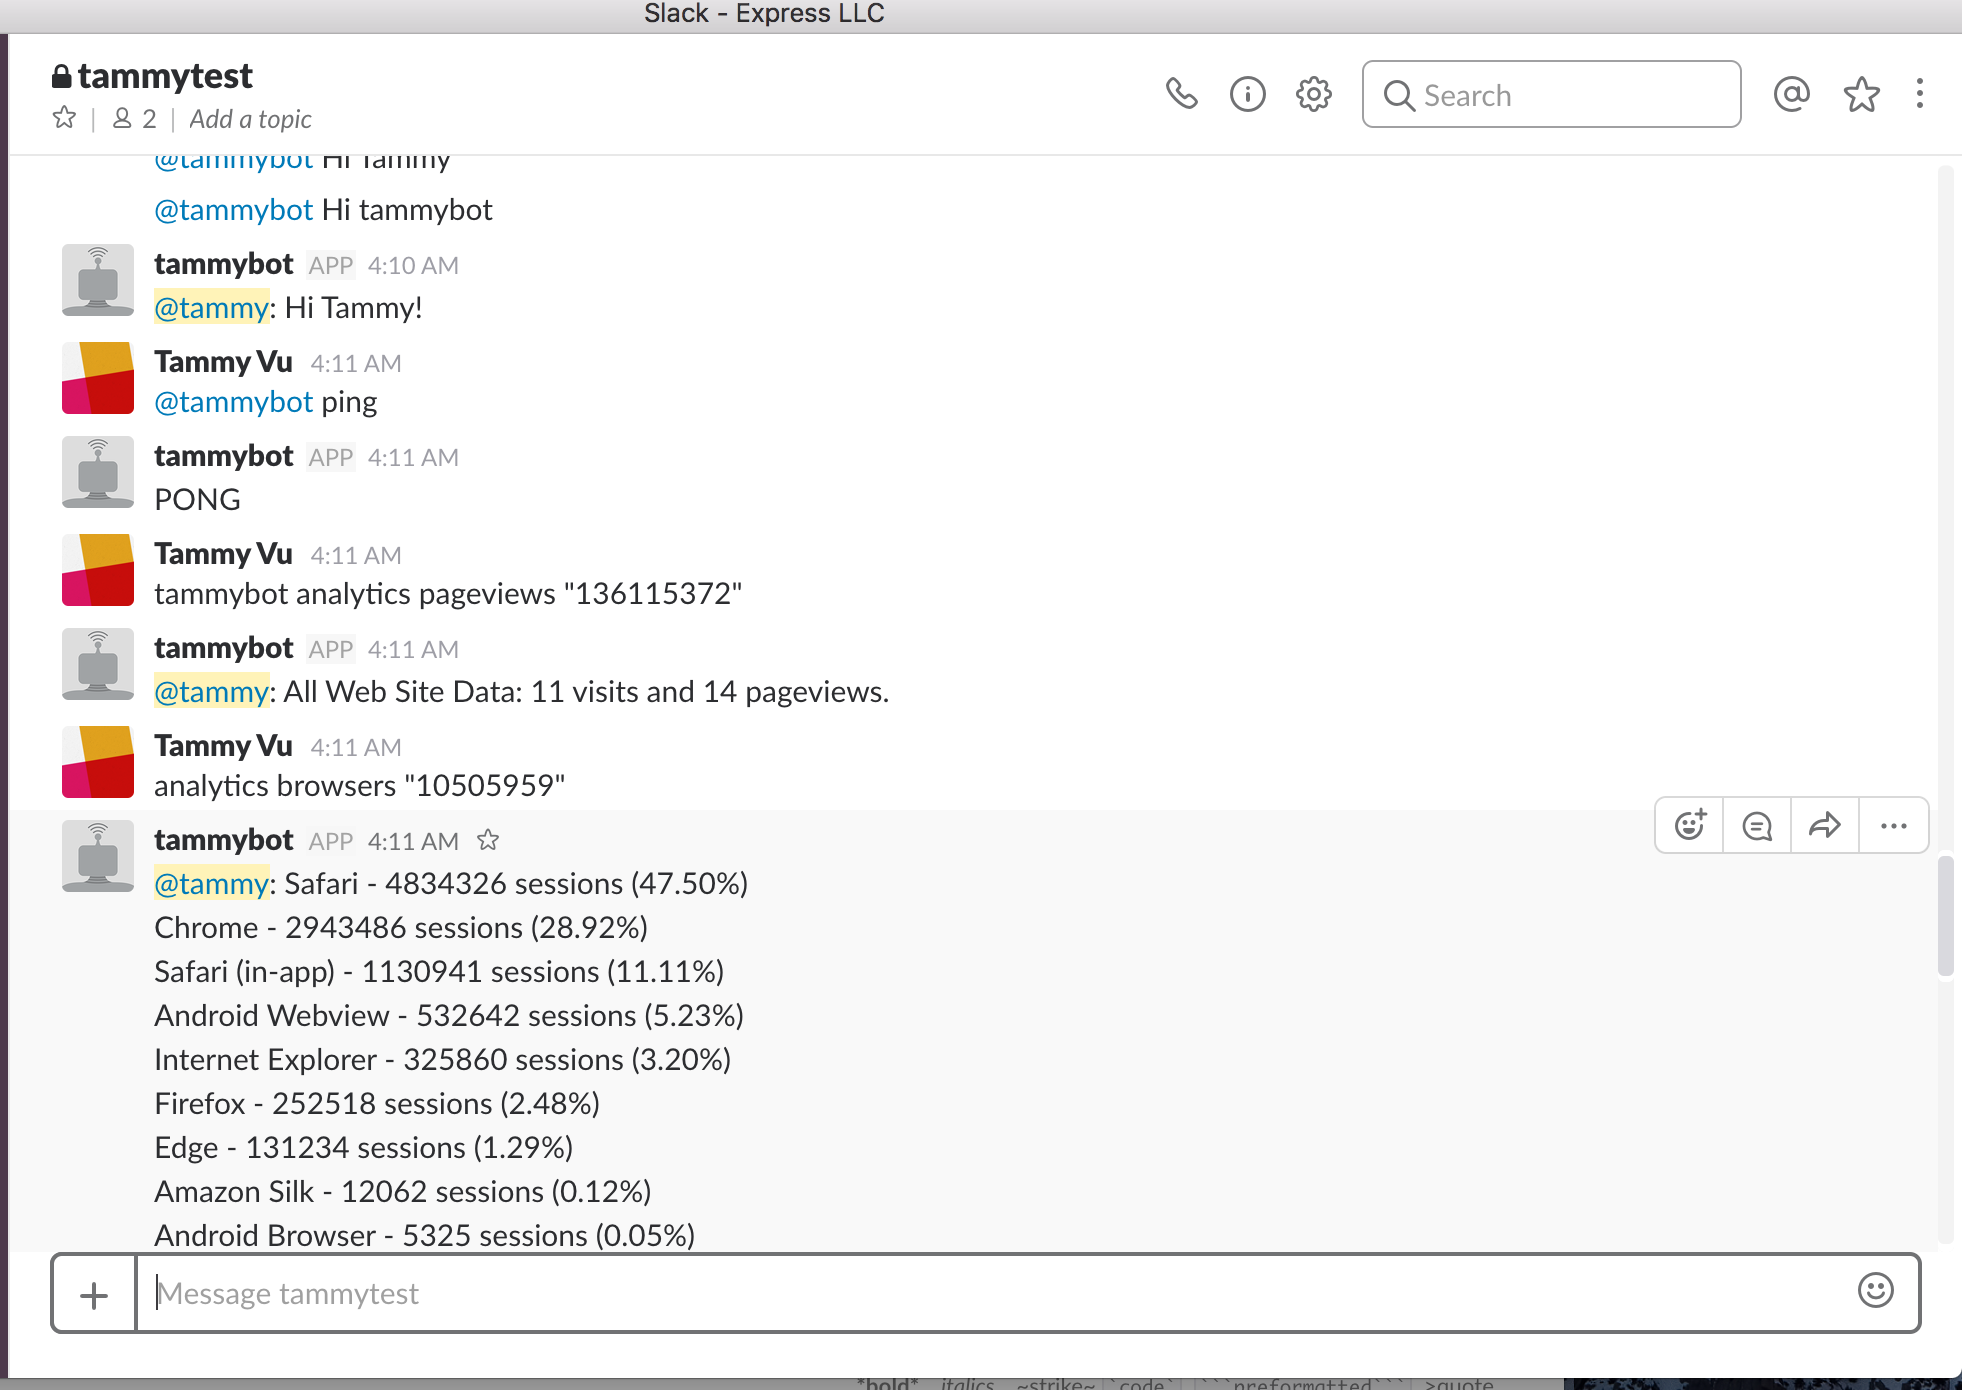 Slack - Express LLC
tammytest
2
Add a topic
Search
@tammybot Hi Tammy
@tammybot Hi tammybot
tammybot APP 4:10 AM
@tammy: Hi Tammy!
Tammy Vu 4:11 AM
@tammybot ping
tammybot APP 4:11 AM
PONG
Tammy Vu 4:11 AM
tammybot analytics pageviews "136115372"
tammybot APP 4:11 AM
@tammy: All Web Site Data: 11 visits and 14 pageviews.
Tammy Vu 4:11 AM
analytics browsers "10505959"
tammybot APP 4:11 AM
@tammy: Safari - 4834326 sessions (47.50%)
Chrome - 2943486 sessions (28.92%)
Safari (in-app) - 1130941 sessions (11.11%)
Android Webview - 532642 sessions (5.23%)
Internet Explorer - 325860 sessions (3.20%)
Firefox - 252518 sessions (2.48%)
Edge - 131234 sessions (1.29%)
Amazon Silk - 12062 sessions (0.12%)
Android Browser - 5325 sessions (0.05%)
Message tammytest
*bold* _italics_ ~strike~ `code` ```preformatted``` >quote